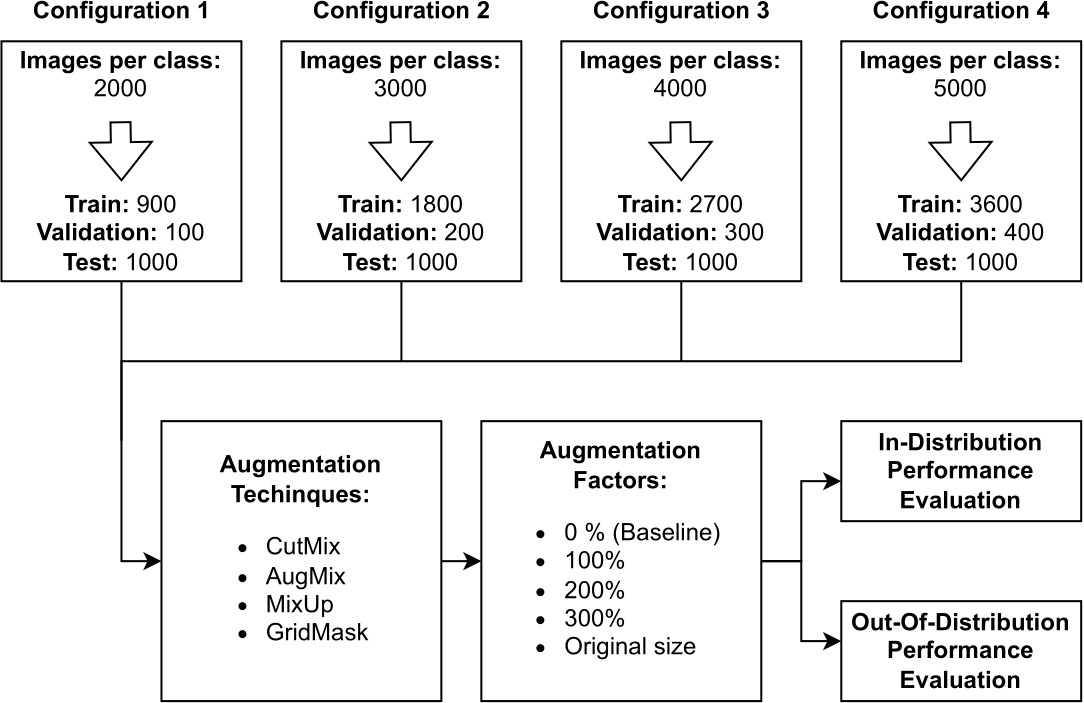 Configuration 1
Images per class:
2000
Train: 900
Validation: 100
Test: 1000
Configuration 2
Images per class:
3000
Train: 1800
Validation: 200
Test: 1000
Configuration 3
Images per class:
4000
Train: 2700
Validation: 300
Test: 1000
Configuration 4
Images per class:
5000
Train: 3600
Validation: 400
Test: 1000
Augmentation
Techinques:
• CutMix
• AugMix
• MixUp
• GridMask
Augmentation
Factors:
• 0 % (Baseline)
• 100%
• 200%
• 300%
• Original size
In-Distribution
Performance
Evaluation
Out-Of-Distribution
Performance
Evaluation